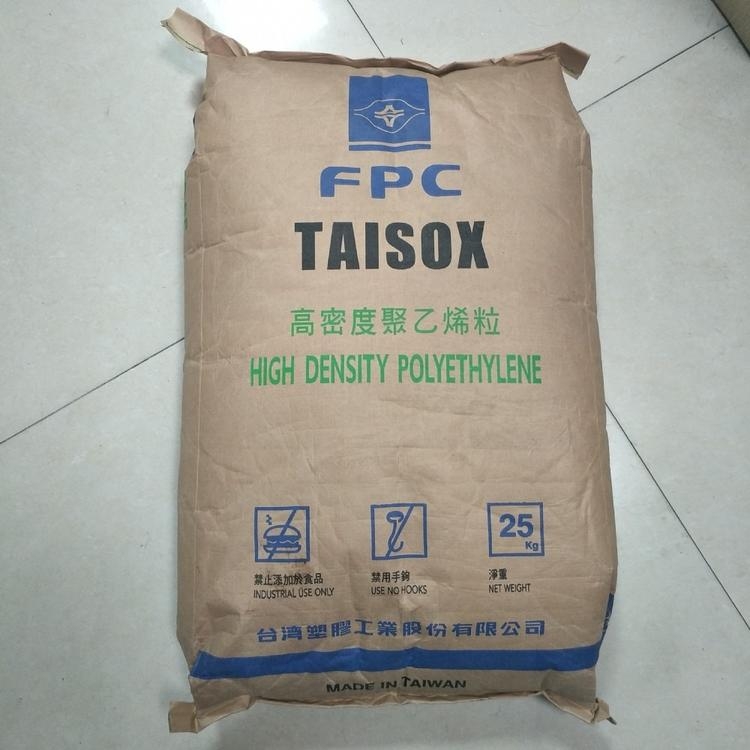 FPC
TAISOX
高密度聚乙烯粒
HIGH DENSITY POLYETHYLENE
禁止添加於食品
INDUSTRIAL USE ONLY
禁用手鉤
USE NO HOOKS
25
Kg
淨重
NET WEIGHT
台湾塑膠工業股份有限公司
MADE IN TAIWAN